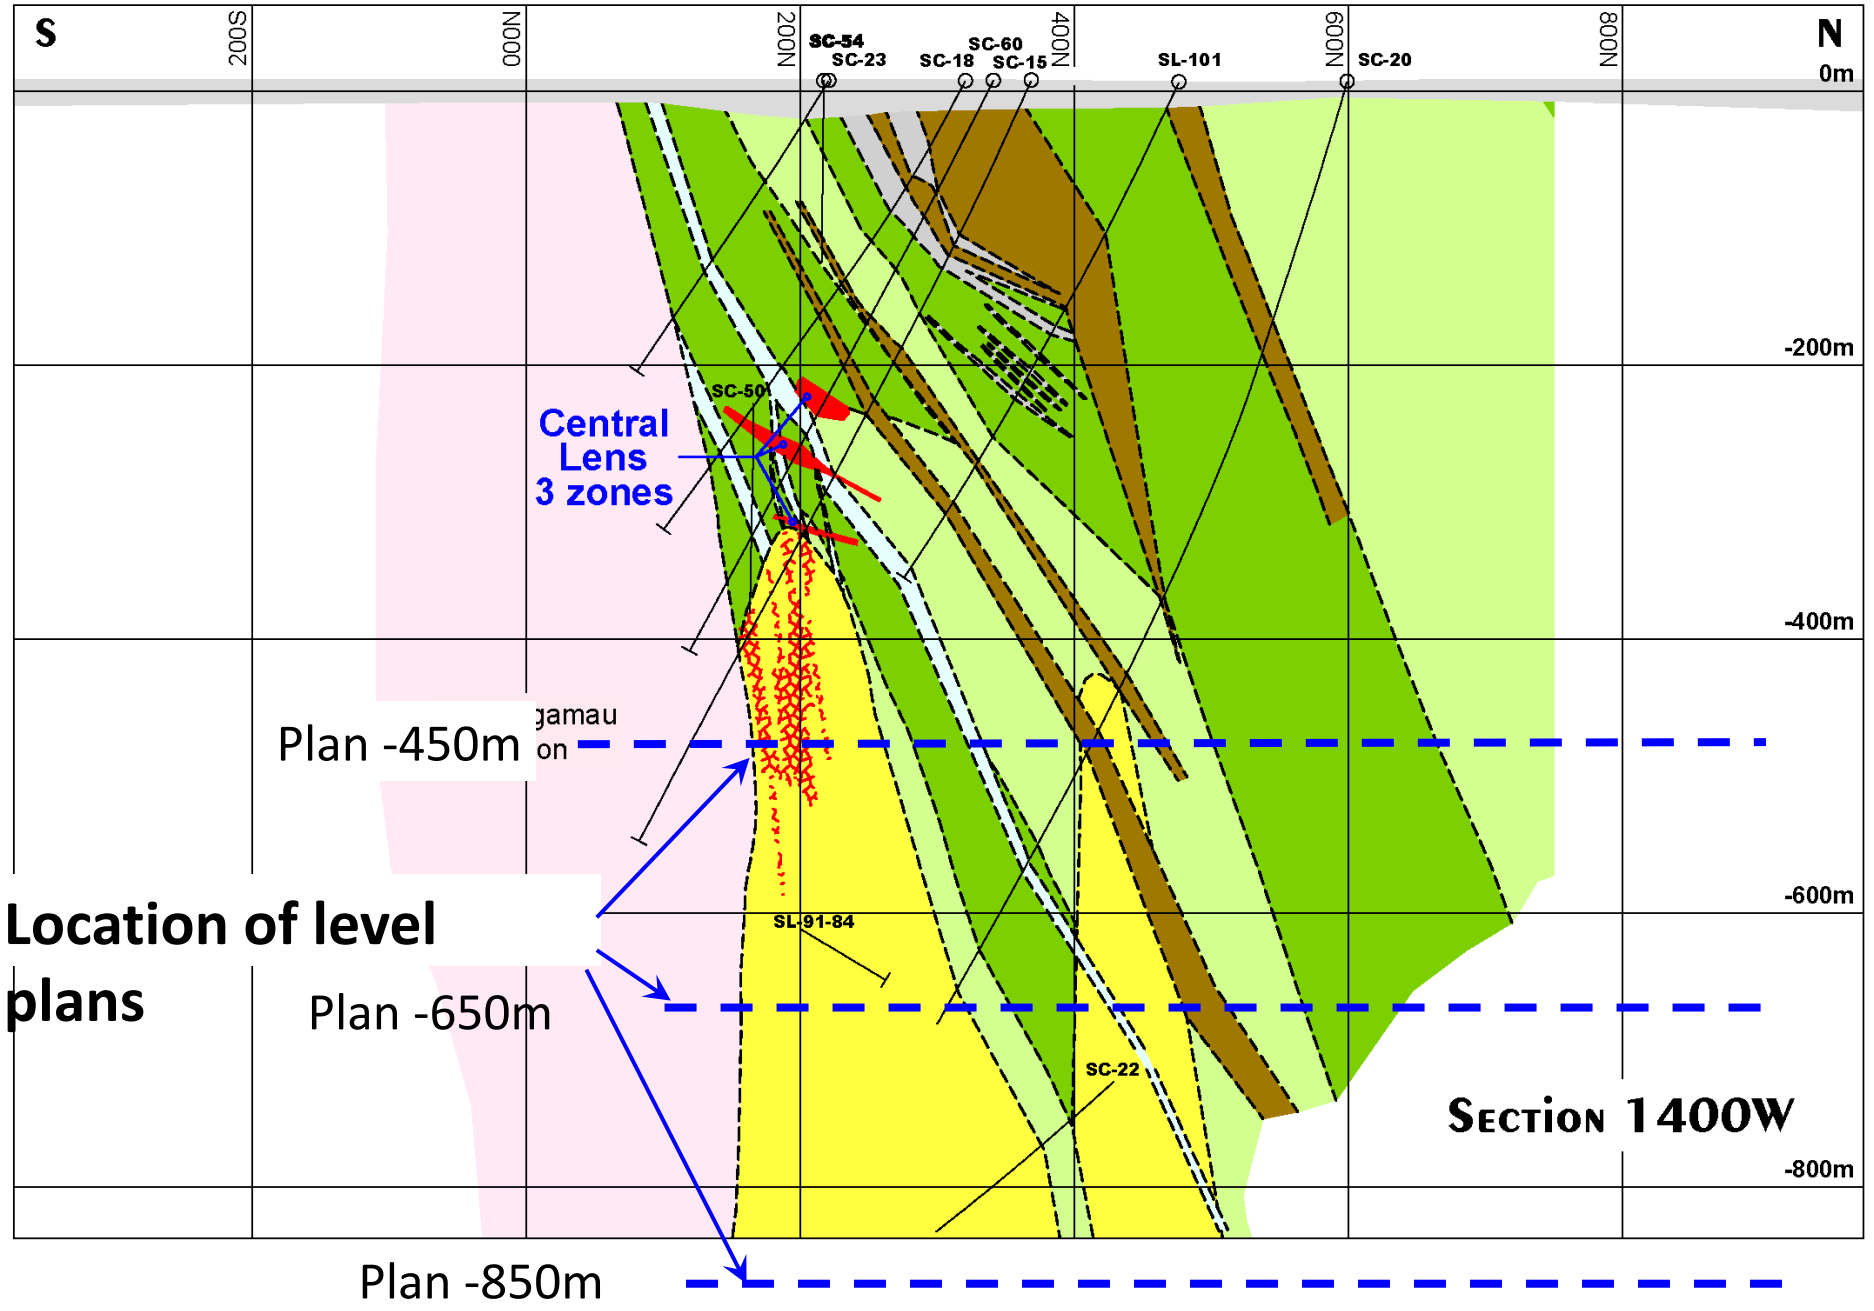 S
200S
0000N
200N
400N
600N
800N
N
SC-54
SC-23
SC-18
SC-60
SC-15
SL-101
SC-20
0m
-200m
SC-50
Central
Lens
3 zones
-400m
gamau
on
Plan -450m
-600m
Location of level
plans
SL-91-84
Plan -650m
SC-22
Section 1400W
-800m
Plan -850m